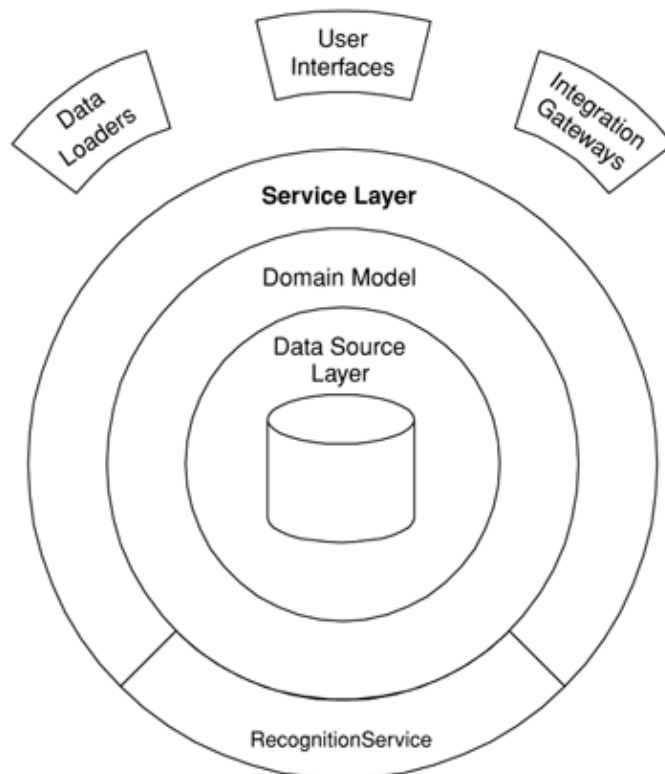 User
Interfaces
Data
Loaders
Integration
Gateways
Service Layer
Domain Model
Data Source
Layer
RecognitionService